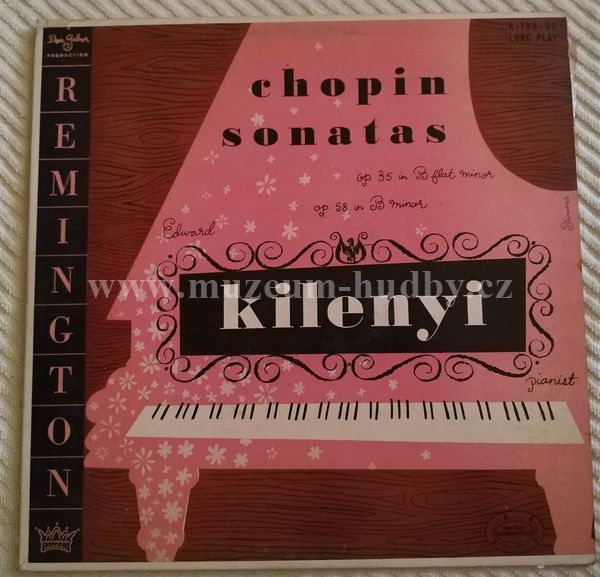 Don Gabor
PRODUCTION
REMINGTON
LONG PLAY
chopin
sonatas
op. 35 in B flat minor
op. 58 in B minor
Edward
www.muzeum-hudby.cz
kilenyi
pianist